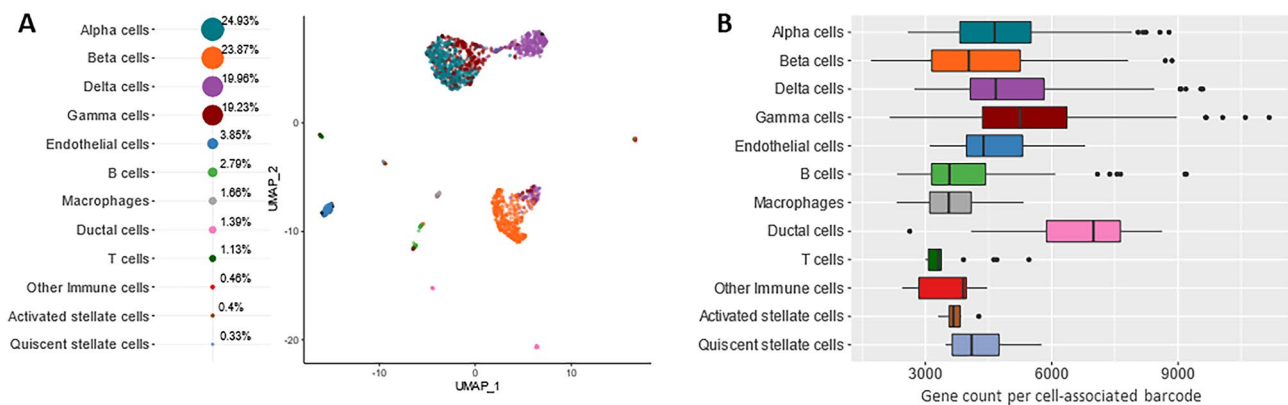 A
Alpha cells
24.93%
Beta cells
23.87%
Delta cells
19.96%
Gamma cells
19.23%
Endothelial cells
3.85%
B cells
2.79%
Macrophages
1.66%
Ductal cells
1.39%
T cells
1.13%
Other Immune cells
0.46%
Activated stellate cells
0.4%
Quiscent stellate cells
0.33%
UMAP_2
0
-10
-20
-10
0
10
UMAP_1
B
Alpha cells
Beta cells
Delta cells
Gamma cells
Endothelial cells
B cells
Macrophages
Ductal cells
T cells
Other Immune cells
Activated stellate cells
Quiscent stellate cells
3000
6000
9000
Gene count per cell-associated barcode